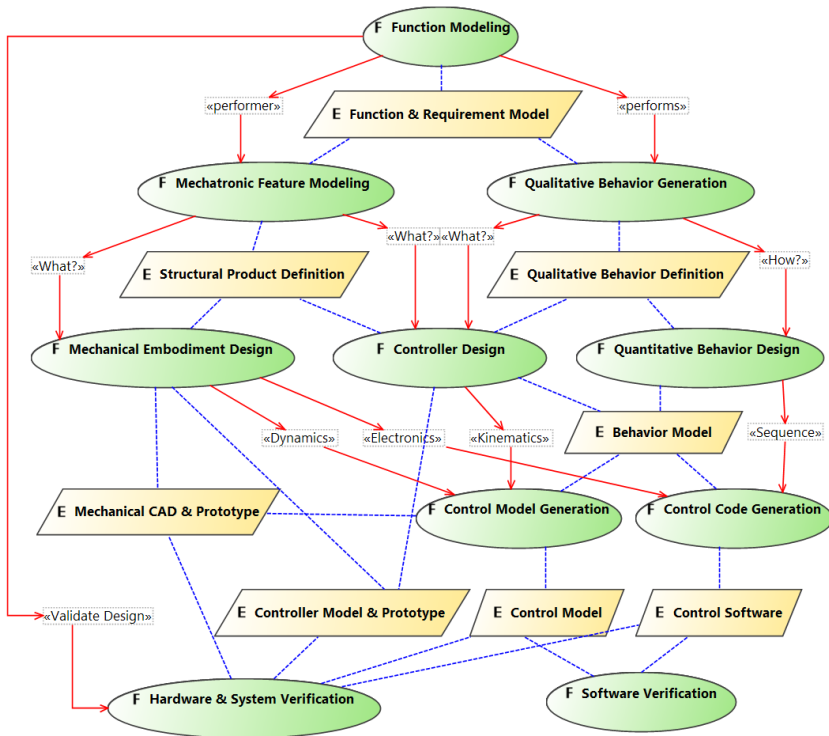 F Function Modeling
«performer»
E Function & Requirement Model
«performs»
F Mechatronic Feature Modeling
F Qualitative Behavior Generation
«What?»
«What?»
«What?»
«How?»
E Structural Product Definition
E Qualitative Behavior Definition
F Mechanical Embodiment Design
F Controller Design
F Quantitative Behavior Design
«Dynamics»
«Electronics»
«Kinematics»
E Behavior Model
«Sequence»
E Mechanical CAD & Prototype
F Control Model Generation
F Control Code Generation
«Validate Design»
E Controller Model & Prototype
E Control Model
E Control Software
F Hardware & System Verification
F Software Verification